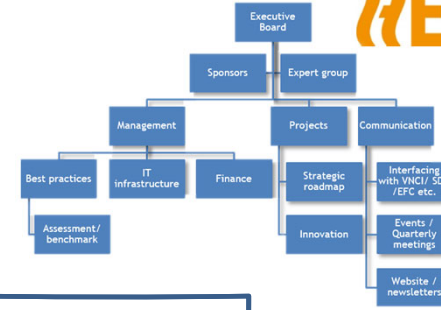 Executive
Board
Sponsors
Expert group
Management
Projects
Communication
Best practices
IT
infrastructure
Finance
Strategic
roadmap
Interfacing
with VNCI/
/EFC etc.
Assessment/
benchmark
Innovation
Events /
Quarterly
meetings
Website /
newsletters